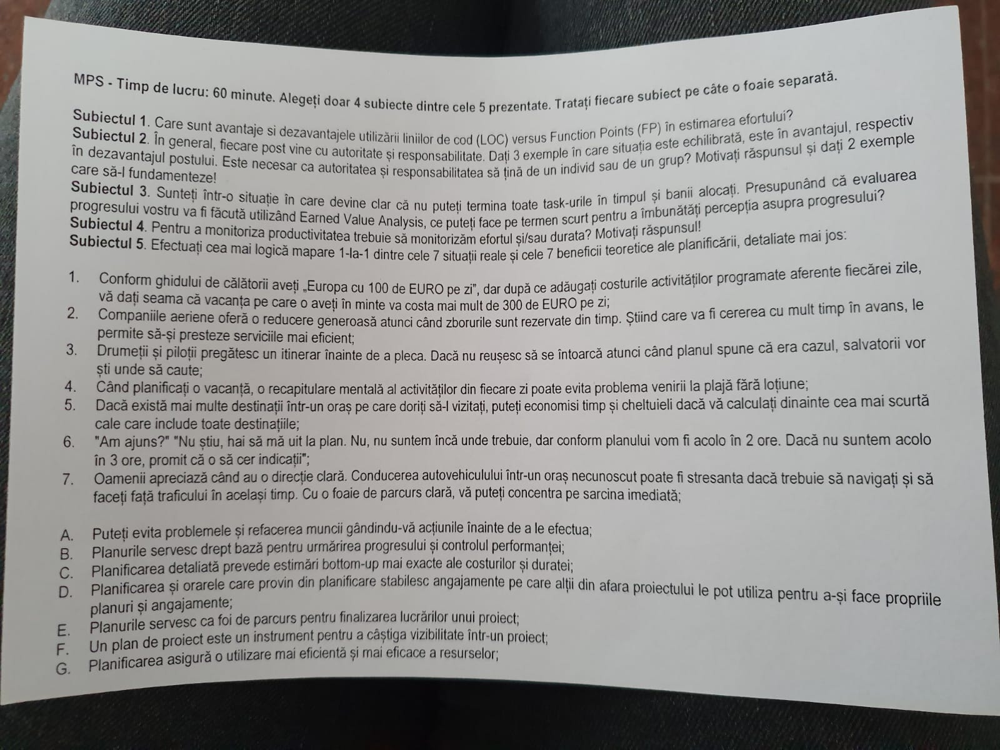 MPS - Timp de lucru: 60 minute. Alegeți doar 4 subiecte dintre cele 5 prezentate. Tratați fiecare subiect pe câte o foaie separată.
Subiectul 1. Care sunt avantaje si dezavantajele utilizării liniilor de cod (LOC) versus Function Points (FP) în estimarea efortului?
Subiectul 2. În general, fiecare post vine cu autoritate și responsabilitate. Dați 3 exemple în care situația este echilibrată, este în avantajul, respectiv
în dezavantajul postului. Este necesar ca autoritatea și responsabilitatea să țină de un individ sau de un grup? Motivați răspunsul și dați 2 exemple
care să-l fundamenteze!
Subiectul 3. Sunteți într-o situație în care devine clar că nu puteți termina toate task-urile în timpul și banii alocați. Presupunând că evaluarea
progresului vostru va fi făcută utilizând Earned Value Analysis, ce puteți face pe termen scurt pentru a îmbunătăți percepția asupra progresului?
Subiectul 4. Pentru a monitoriza productivitatea trebuie să monitorizăm efortul și/sau durata? Motivați răspunsul!
Subiectul 5. Efectuați cea mai logică mapare 1-la-1 dintre cele 7 situații reale și cele 7 beneficii teoretice ale planificării, detaliate mai jos:
1. Conform ghidului de călătorii aveți „Europa cu 100 de EURO pe zi”, dar după ce adăugați costurile activităților programate aferente fiecărei zile,
vă dați seama că vacanța pe care o aveți în minte va costa mai mult de 300 de EURO pe zi;
2. Companiile aeriene oferă o reducere generoasă atunci când zborurile sunt rezervate din timp. Știind care va fi cererea cu mult timp în avans, le
permite să-și presteze serviciile mai eficient;
3. Drumeții și piloții pregătesc un itinerar înainte de a pleca. Dacă nu reușesc să se întoarcă atunci când planul spune că era cazul, salvatorii vor
ști unde să caute;
4. Când planificați o vacanță, o recapitulare mentală al activităților din fiecare zi poate evita problema venirii la plajă fără loțiune;
5. Dacă există mai multe destinații într-un oraș pe care doriți să-l vizitați, puteți economisi timp și cheltuieli dacă vă calculați dinainte cea mai scurtă
cale care include toate destinațiile;
6. "Am ajuns?" "Nu știu, hai să mă uit la plan. Nu, nu suntem încă unde trebuie, dar conform planului vom fi acolo în 2 ore. Dacă nu suntem acolo
în 3 ore, promit că o să cer indicații";
7. Oamenii apreciază când au o direcție clară. Conducerea autovehiculului într-un oraș necunoscut poate fi stresanta dacă trebuie să navigați și să
faceți față traficului în același timp. Cu o foaie de parcurs clară, vă puteți concentra pe sarcina imediată;
A. Puteți evita problemele și refacerea muncii gândindu-vă acțiunile înainte de a le efectua;
B. Planurile servesc drept bază pentru urmărirea progresului și controlul performanței;
C. Planificarea detaliată prevede estimări bottom-up mai exacte ale costurilor și duratei;
D. Planificarea și orarele care provin din planificare stabilesc angajamente pe care alții din afara proiectului le pot utiliza pentru a-și face propriile
planuri și angajamente;
E. Planurile servesc ca foi de parcurs pentru finalizarea lucrărilor unui proiect;
F. Un plan de proiect este un instrument pentru a câștiga vizibilitate într-un proiect;
G. Planificarea asigură o utilizare mai eficientă și mai eficace a resurselor;